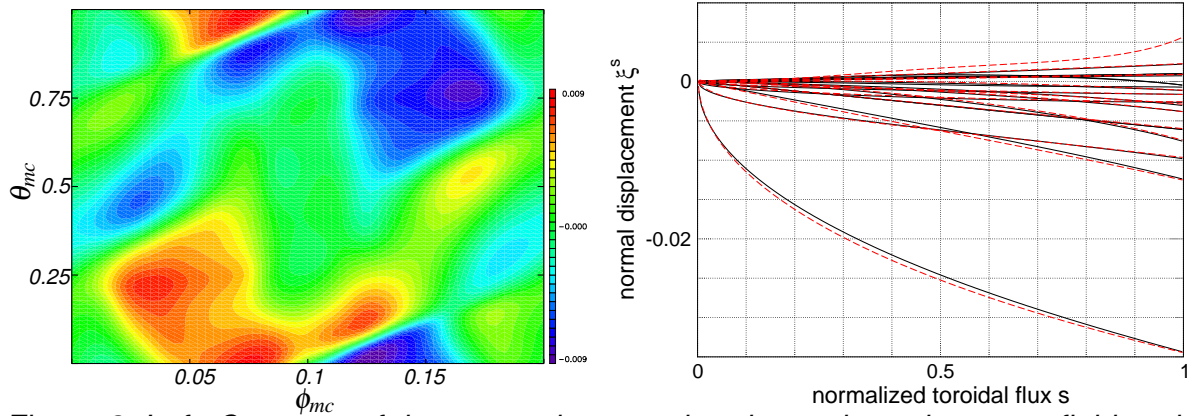 0.75
0.5
0.25
θmc
0.05 0.1 0.15
ϕmc
0.009
−0.000
−0.009
normal displacement ξs
0
-0.02
0 0.5 1
normalized toroidal flux s